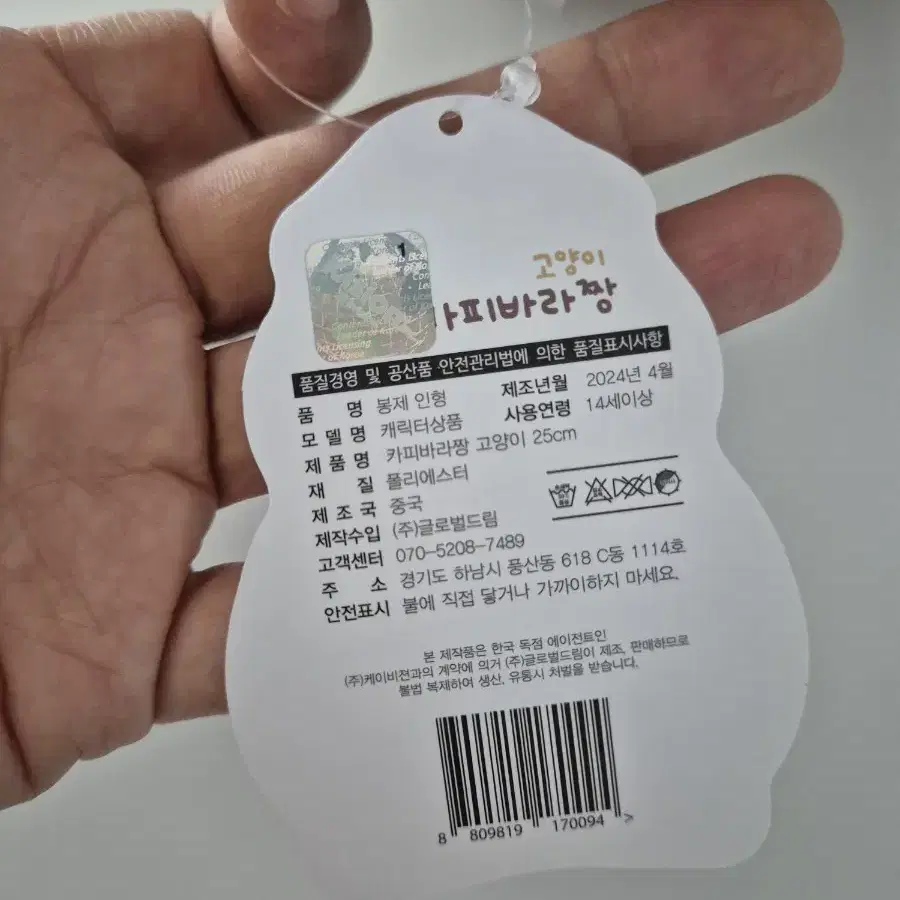 1
고양이
카피바라짱
품질경영 및 공산품 안전관리법에 의한 품질표시사항
품 명 봉제 인형 제조년월 2024년 4월
모델명 캐릭터상품 사용연령 14세이상
제품명 카피바라짱 고양이 25cm
재 질 폴리에스터
제조국 중국
제작수입 (주)글로벌드림
고객센터 070-5208-7489
주 소 경기도 하남시 풍산동 618 C동 1114호
안전표시 불에 직접 닿거나 가까이하지 마세요.
본 제작품은 한국 독점 에이전트인
(주)케이비젼과의 계약에 의거 (주)글로벌드림이 제조, 판매하므로
불법 복제하여 생산, 유통시 처벌을 받습니다.
8 809819 170094 >